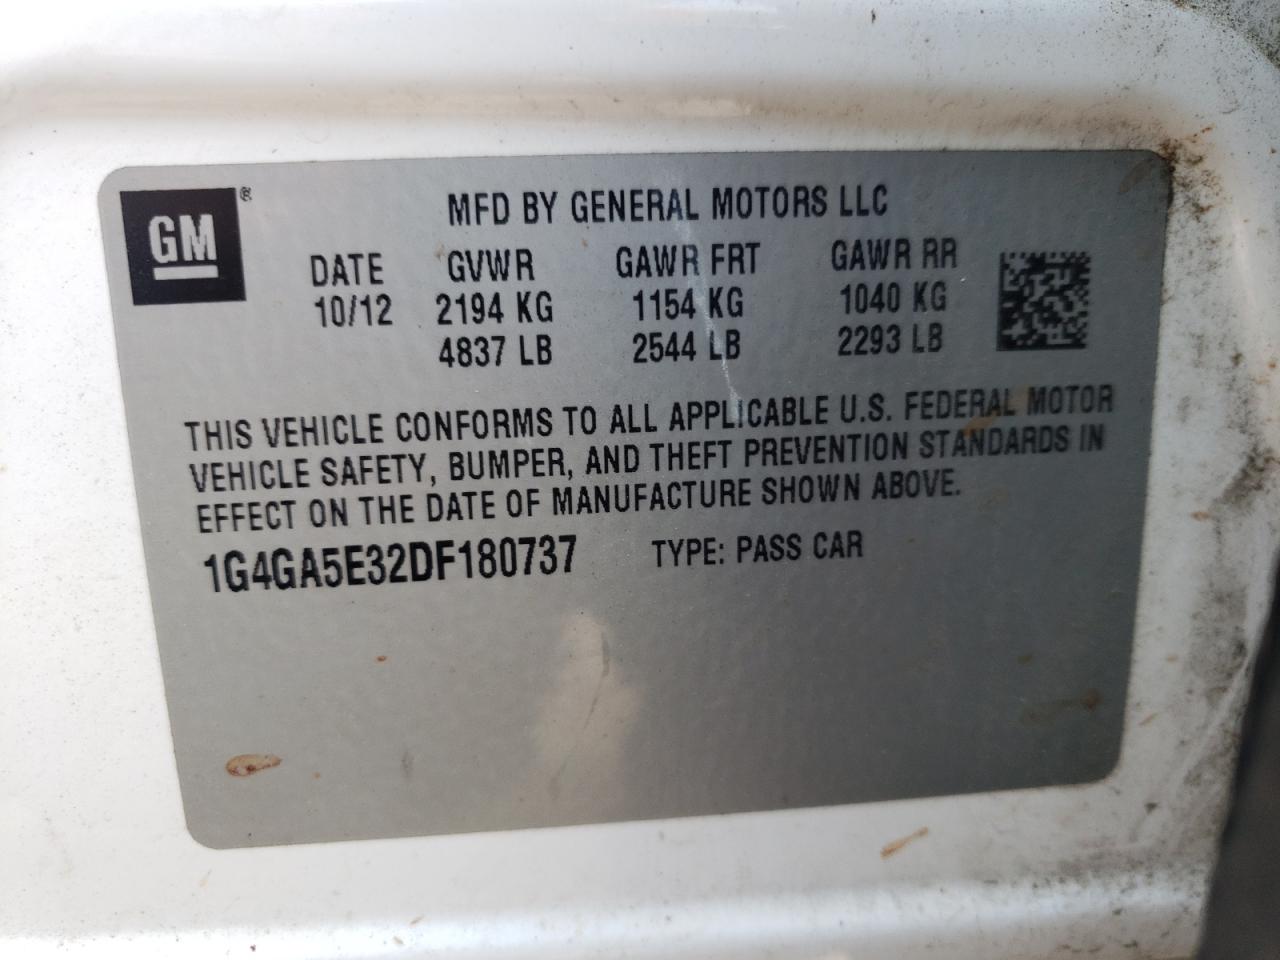 GM ®
MFD BY GENERAL MOTORS LLC
DATE GVWR GAWR FRT GAWR RR
10/12 2194 KG 1154 KG 1040 KG
4837 LB 2544 LB 2293 LB
THIS VEHICLE CONFORMS TO ALL APPLICABLE U.S. FEDERAL MOTOR
VEHICLE SAFETY, BUMPER, AND THEFT PREVENTION STANDARDS IN
EFFECT ON THE DATE OF MANUFACTURE SHOWN ABOVE.
1G4GA5E32DF180737 TYPE: PASS CAR